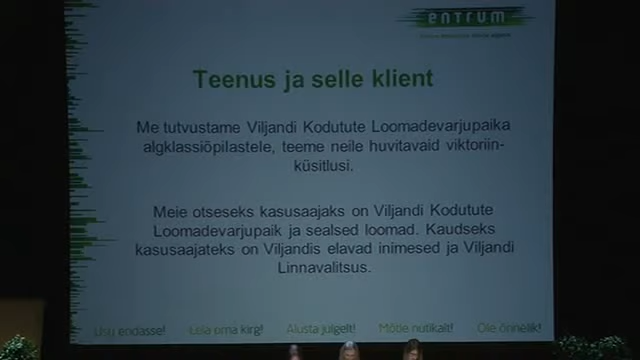 entrum
Teenus ja selle klient
Me tutvustame Viljandi Kodutute Loomadevarjupaika
algklassiõpilastele, teeme neile huvitavaid viktoriin-
küsitlusi.
Meie otseseks kasusaajaks on Viljandi Kodutute
Loomadevarjupaik ja sealsed loomad. Kaudseks
kasusaajateks on Viljandis elavad inimesed ja Viljandi
Linnavalitsus.
Usu endasse! Leia oma kirg! Alusta julgelt! Mõtle nutikalt! Ole õnnelik!